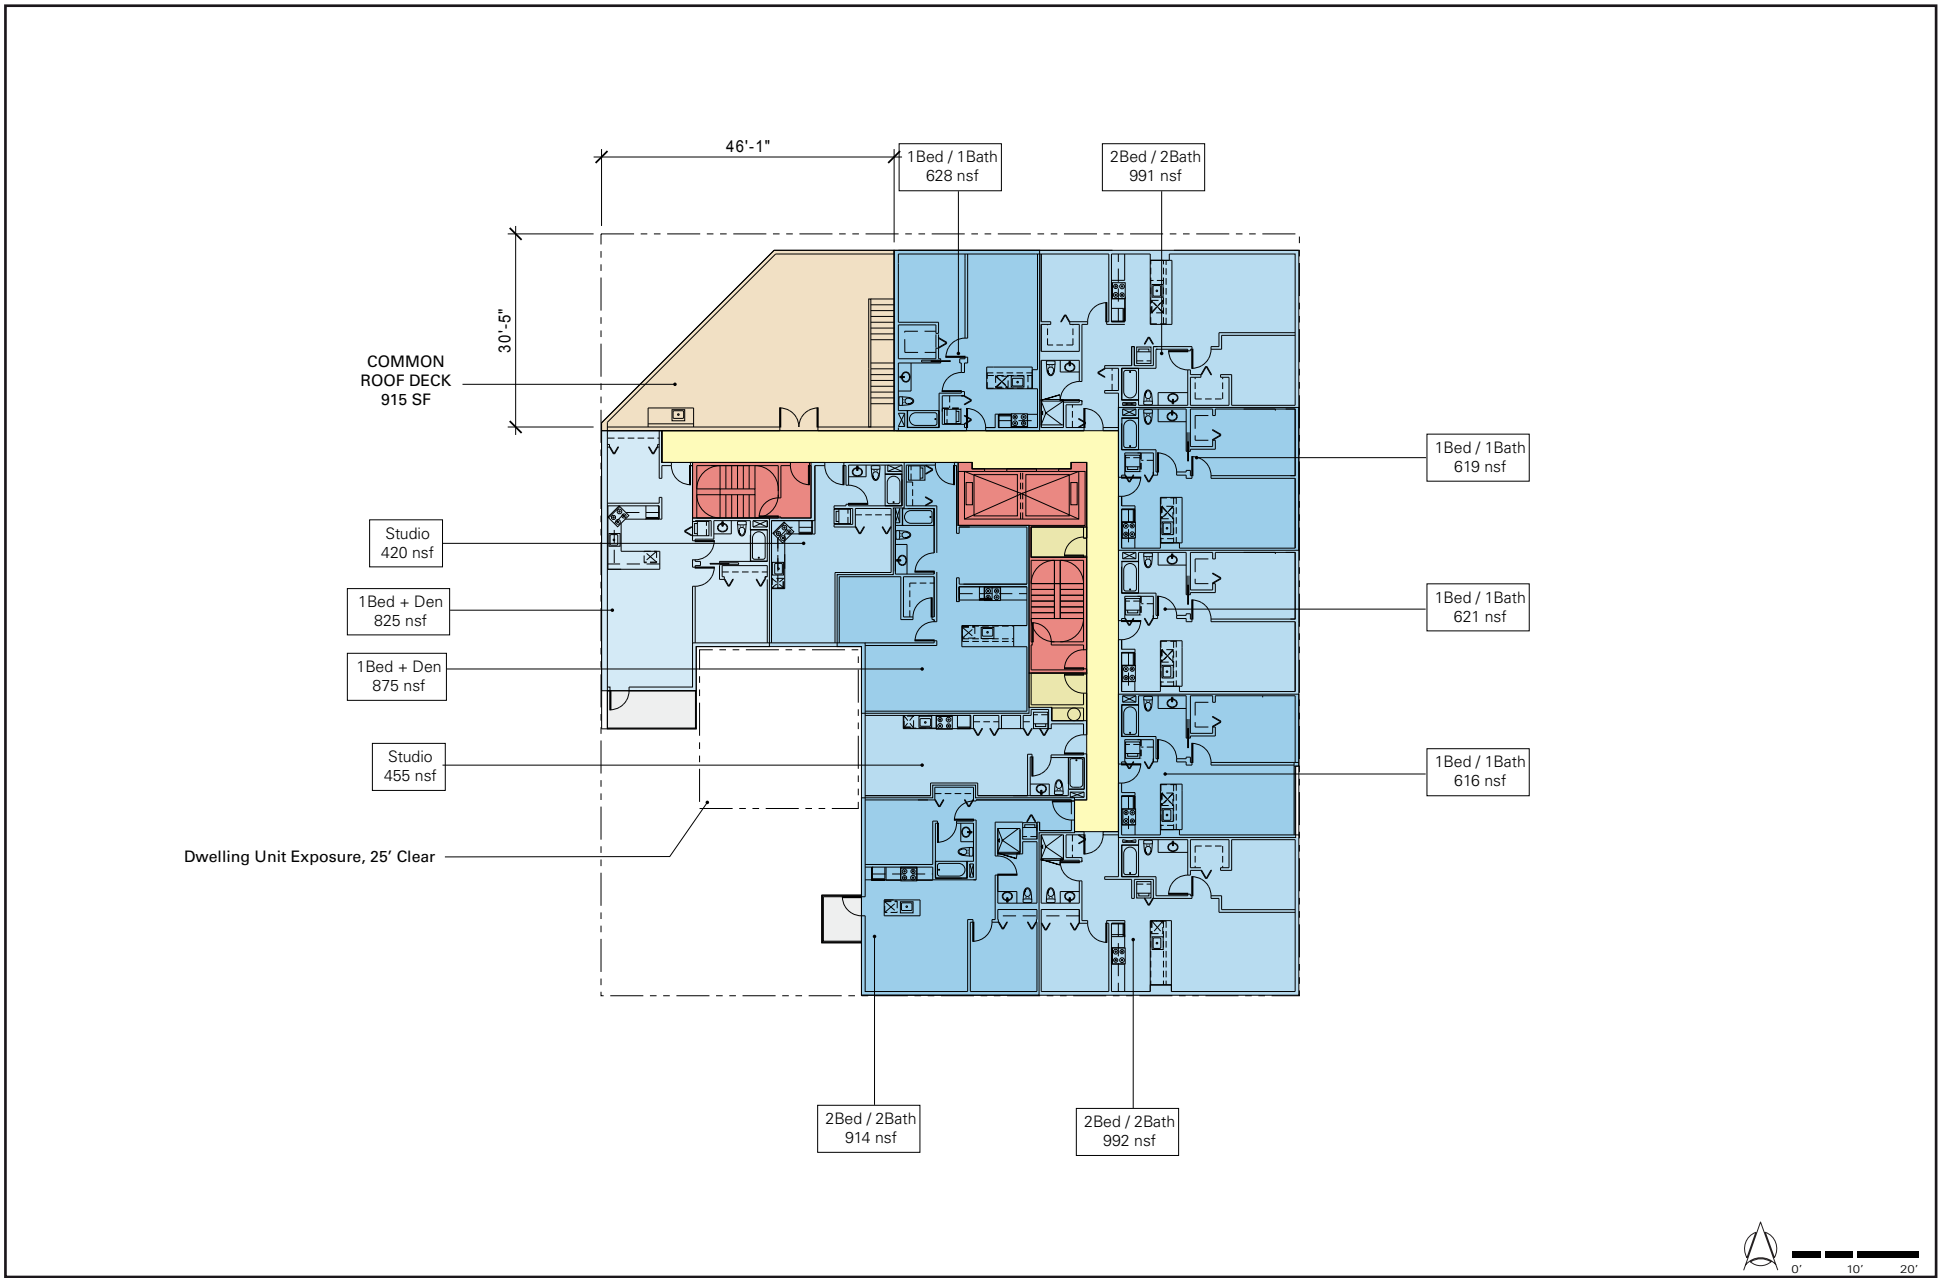 46'-1"
1Bed / 1Bath
628 nsf
2Bed / 2Bath
991 nsf
30'-5"
COMMON
ROOF DECK
915 SF
1Bed / 1Bath
619 nsf
Studio
420 nsf
1Bed + Den
825 nsf
1Bed / 1Bath
621 nsf
1Bed + Den
875 nsf
Studio
455 nsf
1Bed / 1Bath
616 nsf
Dwelling Unit Exposure, 25' Clear
2Bed / 2Bath
914 nsf
2Bed / 2Bath
992 nsf
0' 10' 20'